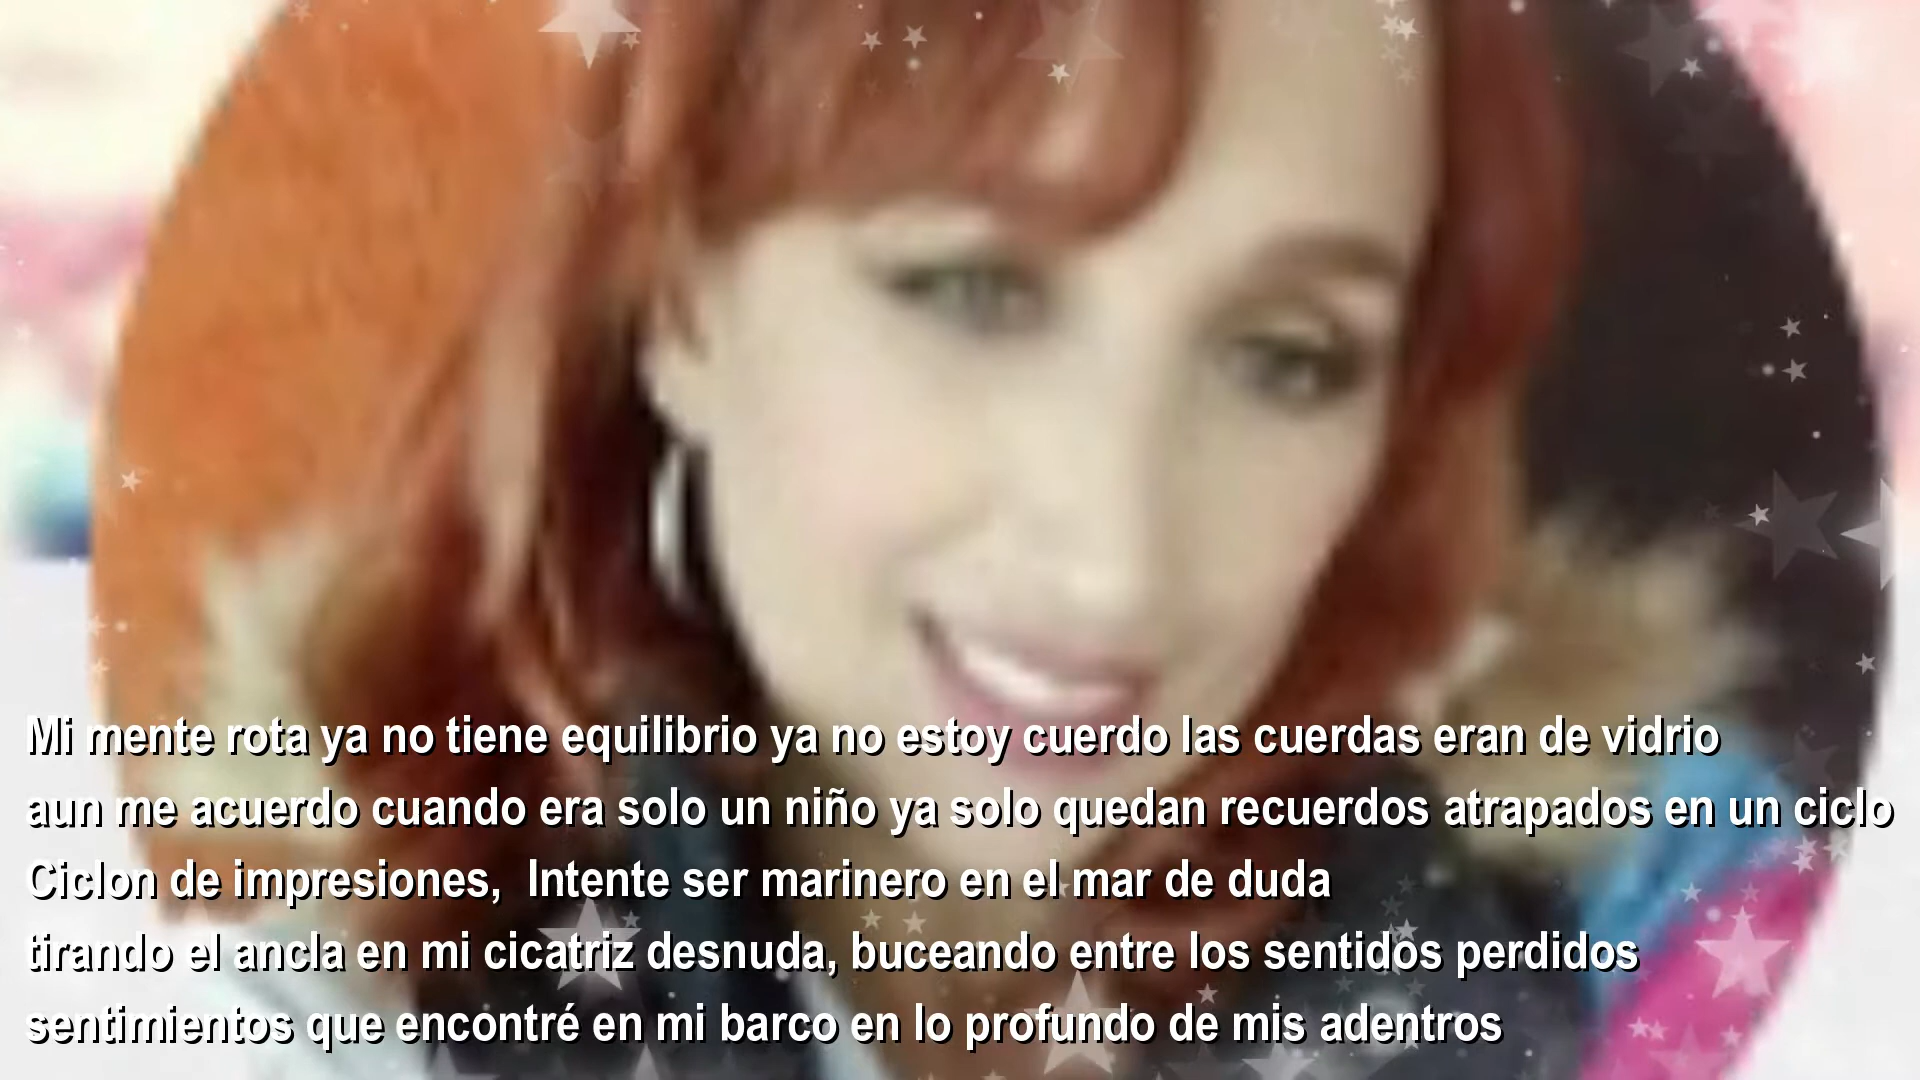 Mi mente rota ya no tiene equilibrio ya no estoy cuerdo las cuerdas eran de vidrio
aun me acuerdo cuando era solo un niño ya solo quedan recuerdos atrapados en un ciclo
Ciclon de impresiones,  Intente ser marinero en el mar de duda
tirando el ancla en mi cicatriz desnuda, buceando entre los sentidos perdidos
sentimientos que encontré en mi barco en lo profundo de mis adentros